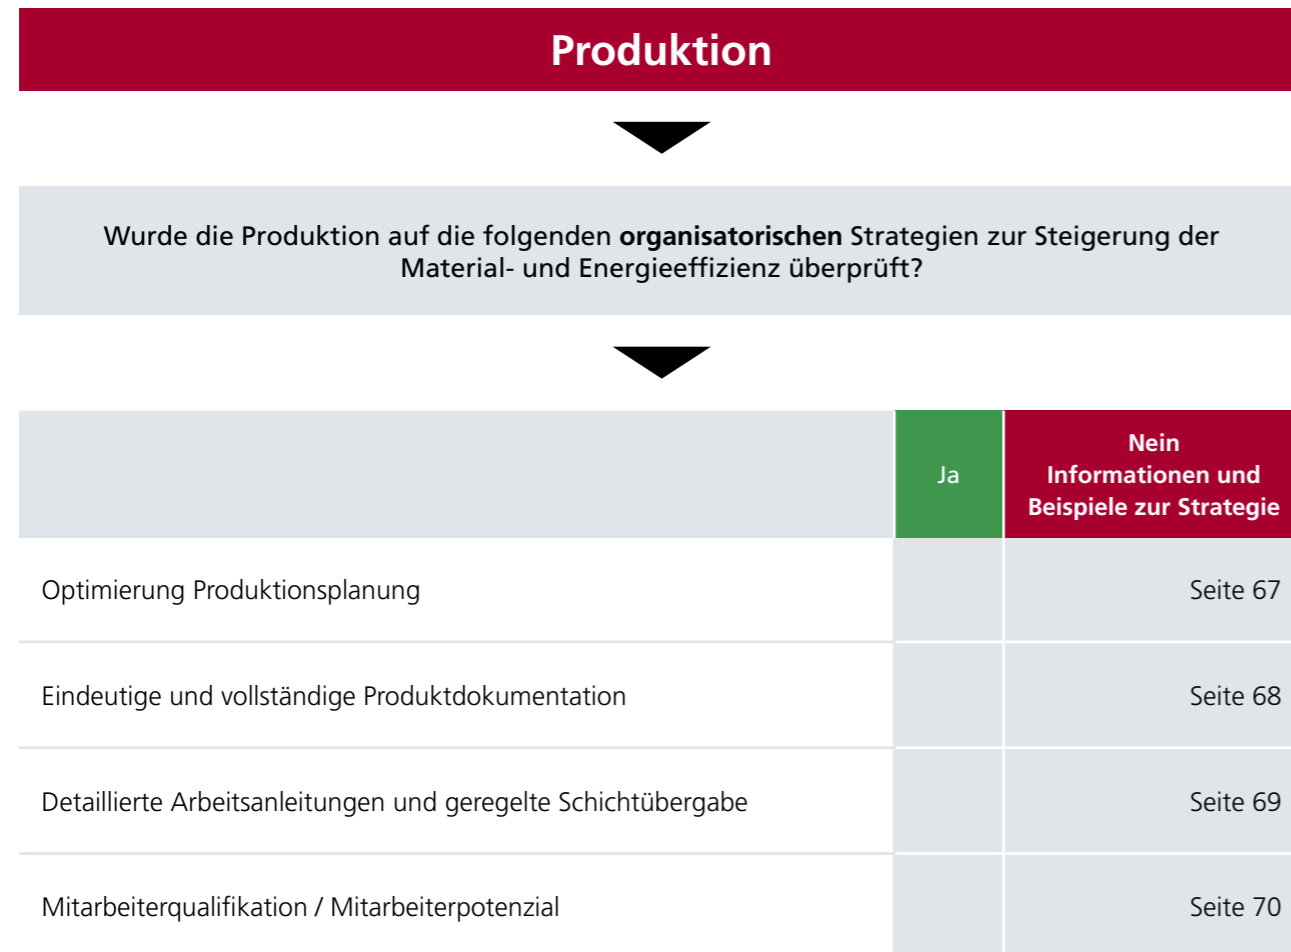 Produktion
Wurde die Produktion auf die folgenden organisatorischen Strategien zur Steigerung der
Material- und Energieeffizienz überprüft?
Ja
Nein
Informationen und
Beispiele zur Strategie
Optimierung Produktionsplanung
Seite 67
Eindeutige und vollständige Produktdokumentation
Seite 68
Detaillierte Arbeitsanleitungen und geregelte Schichtübergabe
Seite 69
Mitarbeiterqualifikation / Mitarbeiterpotenzial
Seite 70